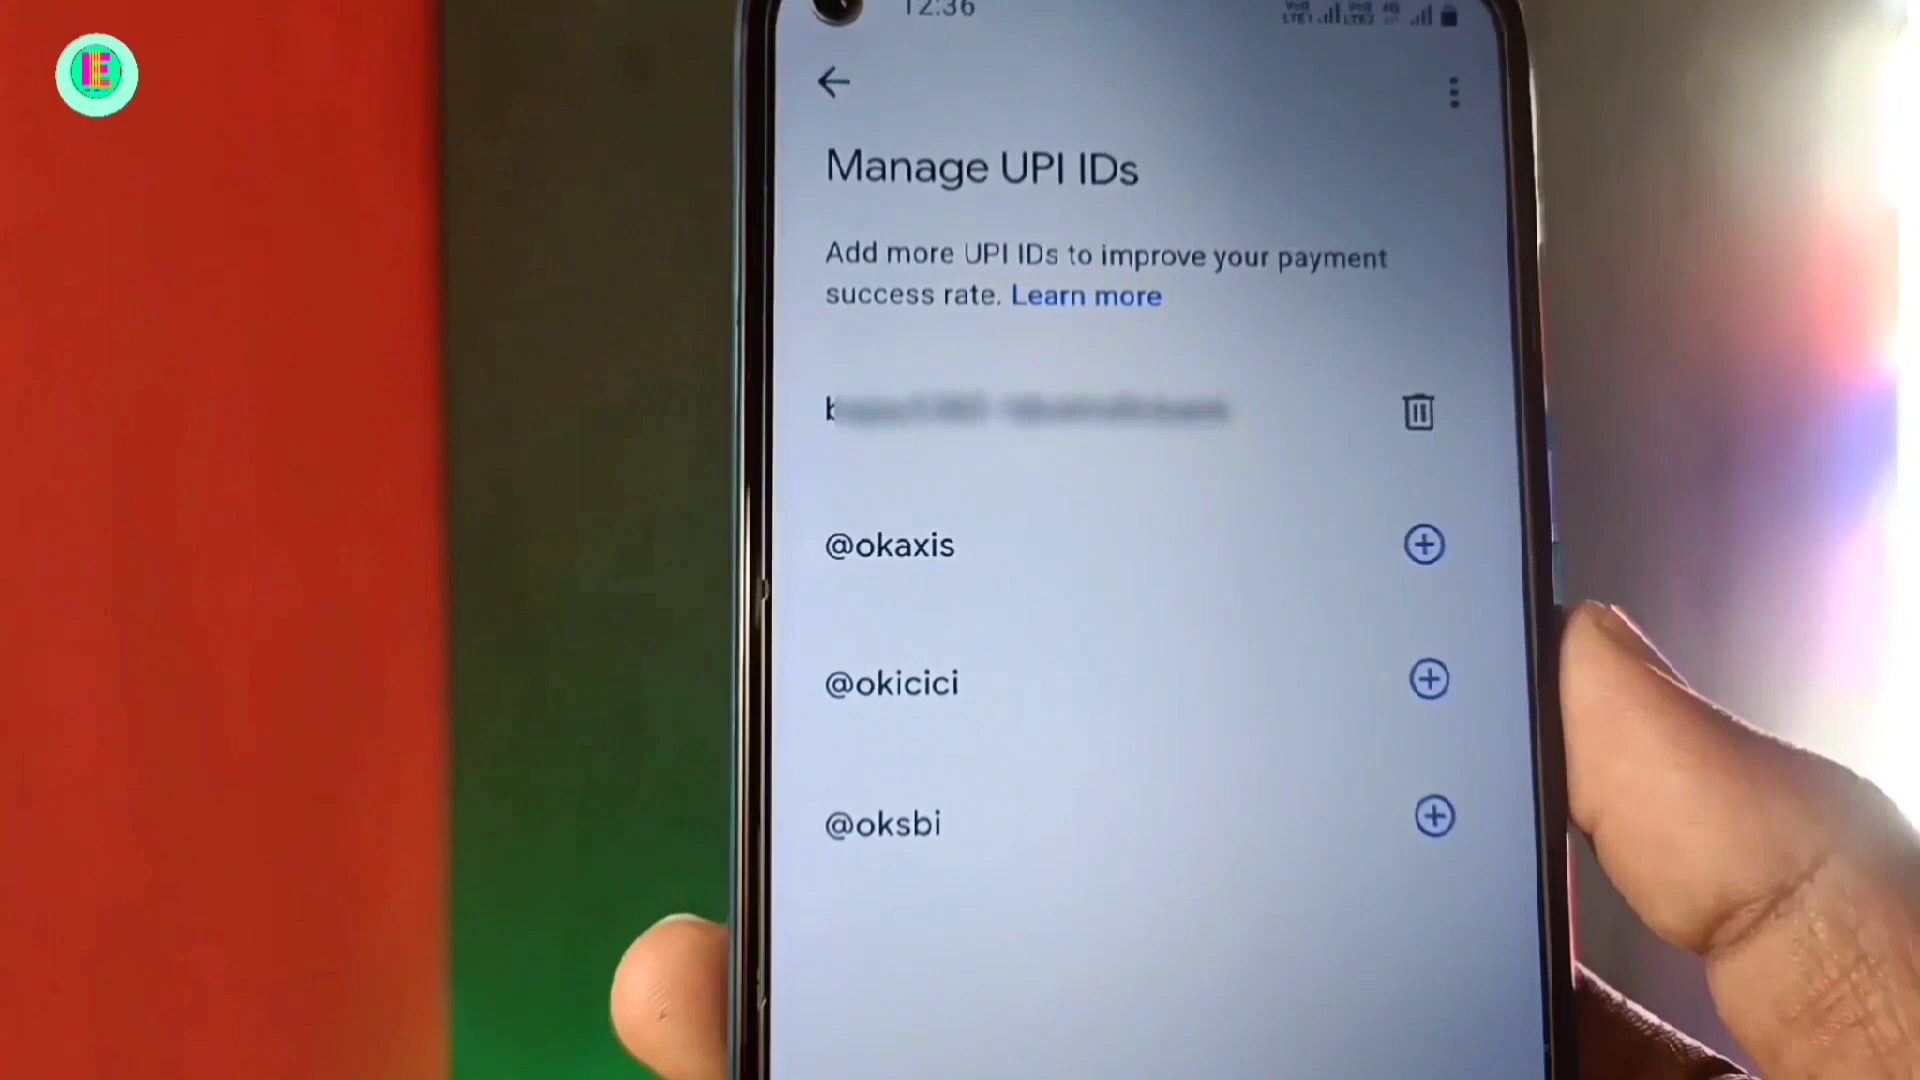 IE
12:36
Manage UPI IDs
Add more UPI IDs to improve your payment
success rate. Learn more
@okaxis
@okicici
@oksbi